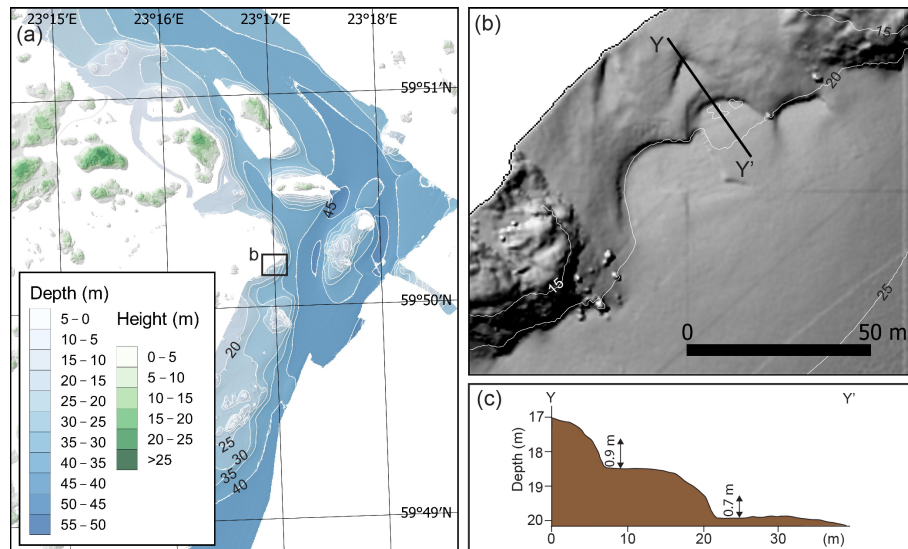 (a)
23°15'E 23°16'E 23°17'E 23°18'E
59°51'N
45
b
59°50'N
20
25
30
35
40
59°49'N
Depth (m)
5 – 0
10 – 5
15 – 10
20 – 15
25 – 20
30 – 25
35 – 30
40 – 35
45 – 40
50 – 45
55 – 50
Height (m)
0 – 5
5 – 10
10 – 15
15 – 20
20 – 25
>25
(b)
Y
Y'
15
20
15
25
0 50 m
(c)
Y Y'
Depth (m)
17
18
19
20
0.9 m
0.7 m
0 10 20 30 (m)